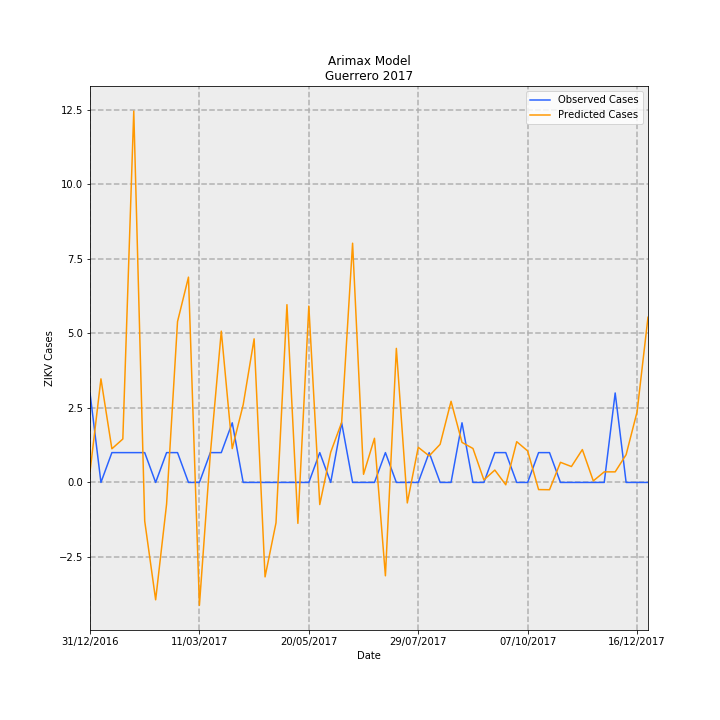 Arimax Model
Guerrero 2017
Observed Cases
Predicted Cases
ZIKV Cases
12.5
10.0
7.5
5.0
2.5
0.0
−2.5
31/12/2016 11/03/2017 20/05/2017 29/07/2017 07/10/2017 16/12/2017
Date